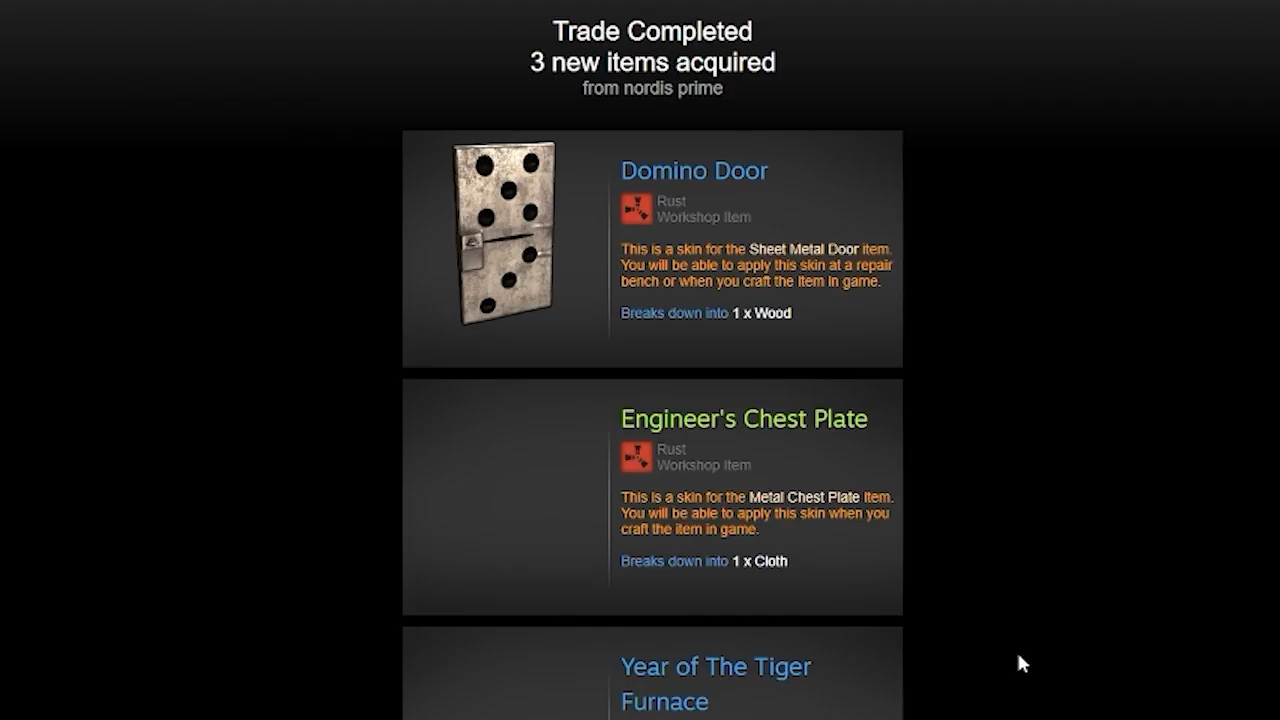 Trade Completed
3 new items acquired
from nordis prime
Domino Door
Rust
Workshop Item
This is a skin for the Sheet Metal Door item.
You will be able to apply this skin at a repair
bench or when you craft the item in game.
Breaks down into 1 x Wood
Engineer's Chest Plate
Rust
Workshop Item
This is a skin for the Metal Chest Plate item.
You will be able to apply this skin when you
craft the item in game.
Breaks down into 1 x Cloth
Year of The Tiger
Furnace